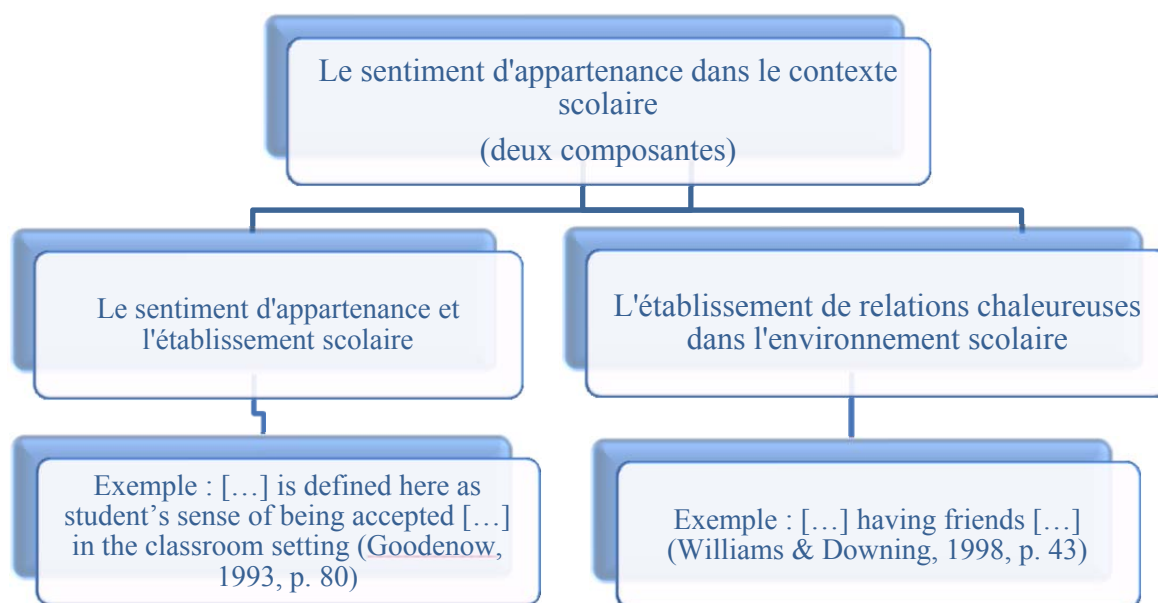 Le sentiment d'appartenance dans le contexte
scolaire
(deux composantes)
Le sentiment d'appartenance et
l'établissement scolaire
L'établissement de relations chaleureuses
dans l'environnement scolaire
Exemple : […] is defined here as
student’s sense of being accepted […]
in the classroom setting (Goodenow,
1993, p. 80)
Exemple : […] having friends […]
(Williams & Downing, 1998, p. 43)